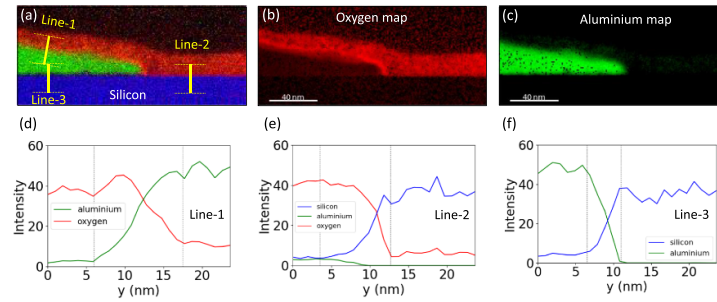 (a)
Line-1
Line-2
Line-3
Silicon
(b)
Oxygen map
40 nm
(c)
Aluminium map
40 nm
(d)
60
40
20
0
Intensity
aluminium
oxygen
Line-1
0 5 10 15 20
y (nm)
(e)
60
40
20
0
Intensity
silicon
aluminium
oxygen
Line-2
0 5 10 15 20
y (nm)
(f)
60
40
20
0
Intensity
Line-3
silicon
aluminium
0 5 10 15 20
y (nm)